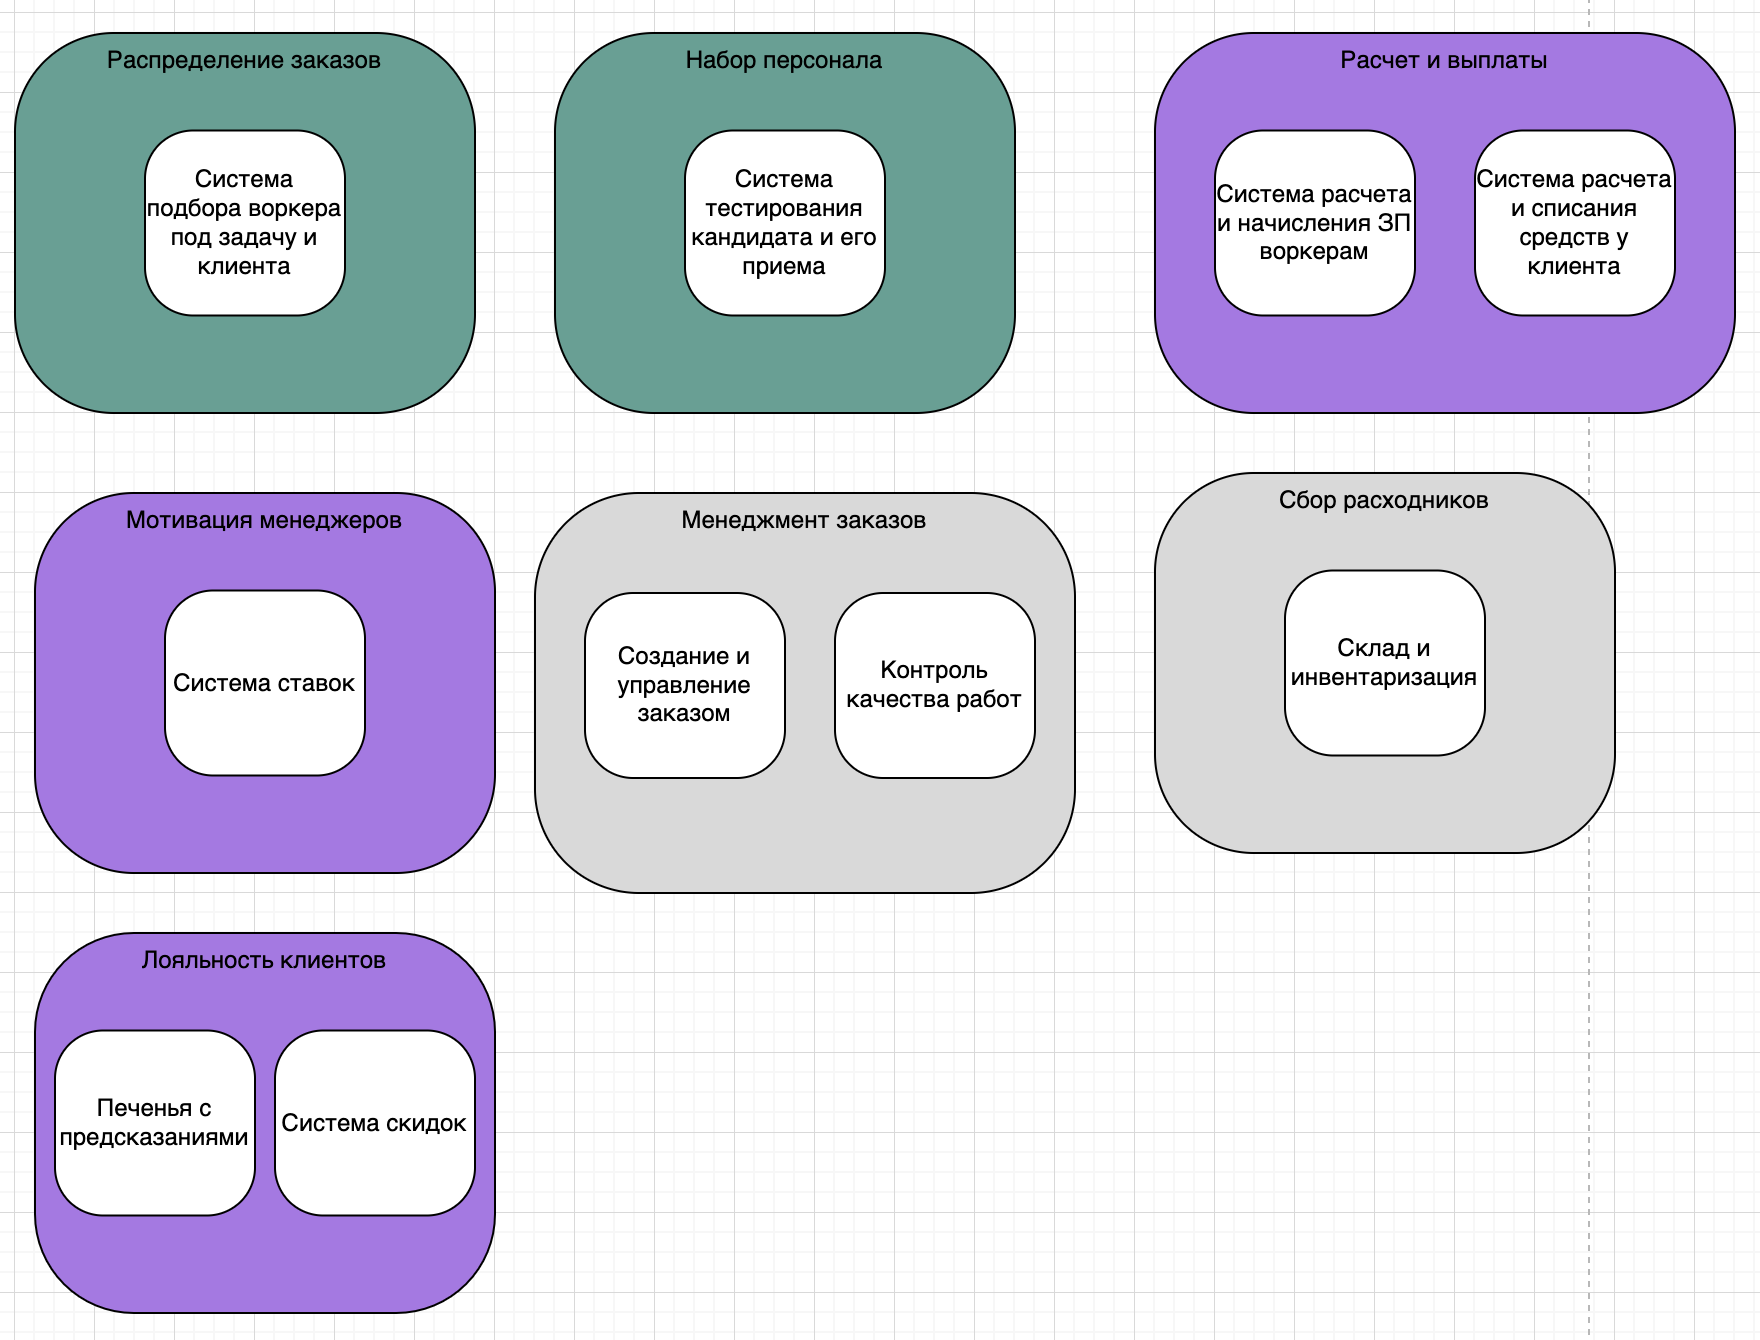 Распределение заказов
Система
подбора воркера
под задачу и
клиента
Набор персонала
Система
тестирования
кандидата и его
приема
Расчет и выплаты
Система расчета
и начисления ЗП
воркерам
Система расчета
и списания
средств у
клиента
Мотивация менеджеров
Система ставок
Менеджмент заказов
Создание и
управление
заказом
Контроль
качества работ
Сбор расходников
Склад и
инвентаризация
Лояльность клиентов
Печенья с
предсказаниями
Система скидок